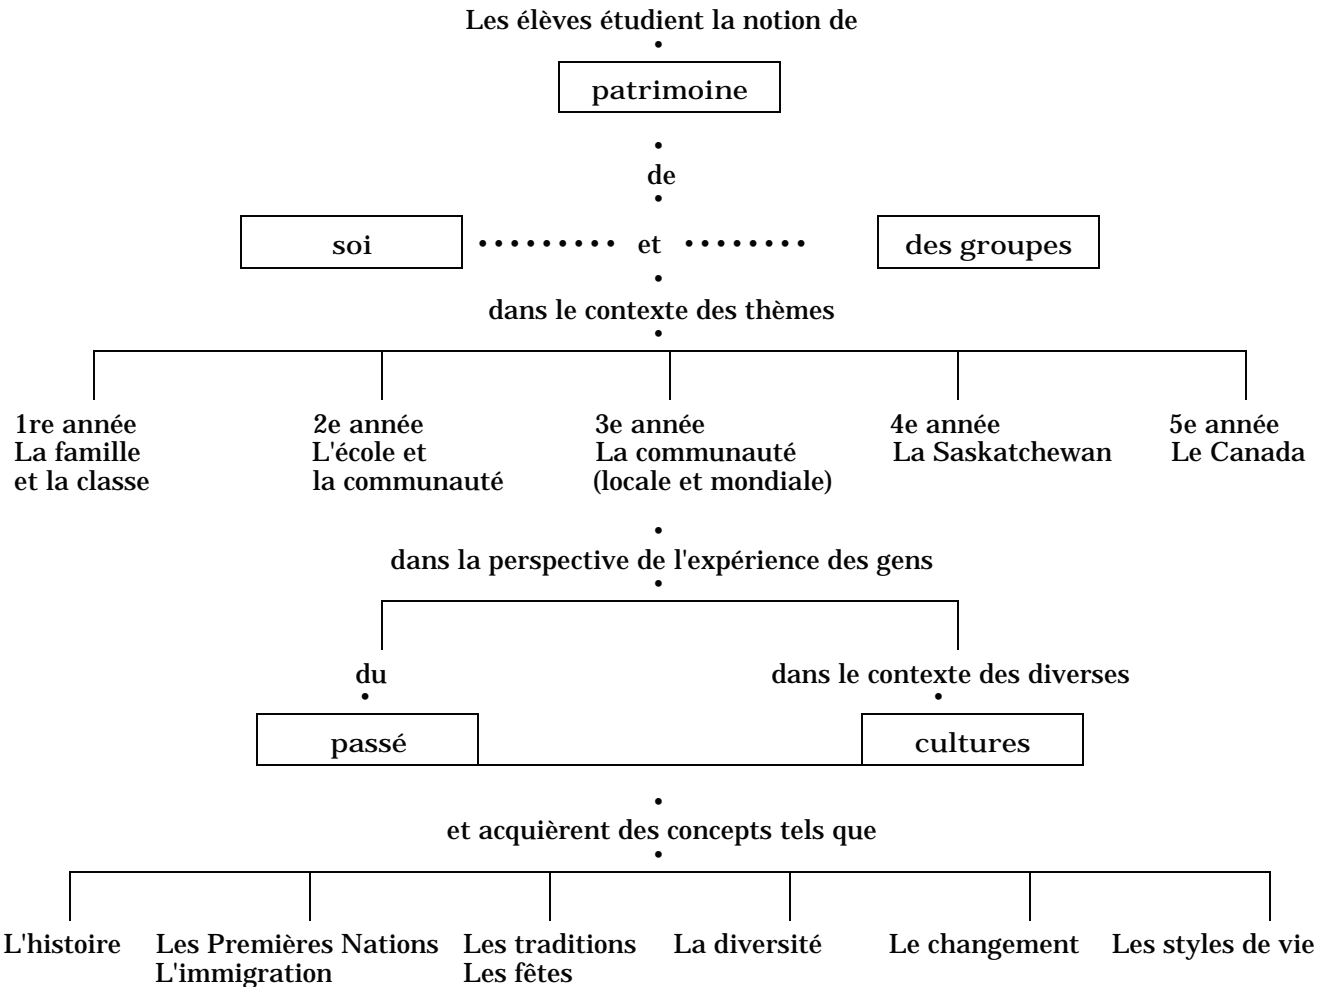 Les élèves étudient la notion de
patrimoine
de
soi ......... et ........ des groupes
dans le contexte des thèmes
1re année
La famille
et la classe
2e année
L'école et
la communauté
3e année
La communauté
(locale et mondiale)
4e année
La Saskatchewan
5e année
Le Canada
dans la perspective de l'expérience des gens
du
passé
dans le contexte des diverses
cultures
et acquièrent des concepts tels que
L'histoire
Les Premières Nations
L'immigration
Les traditions
Les fêtes
La diversité
Le changement
Les styles de vie